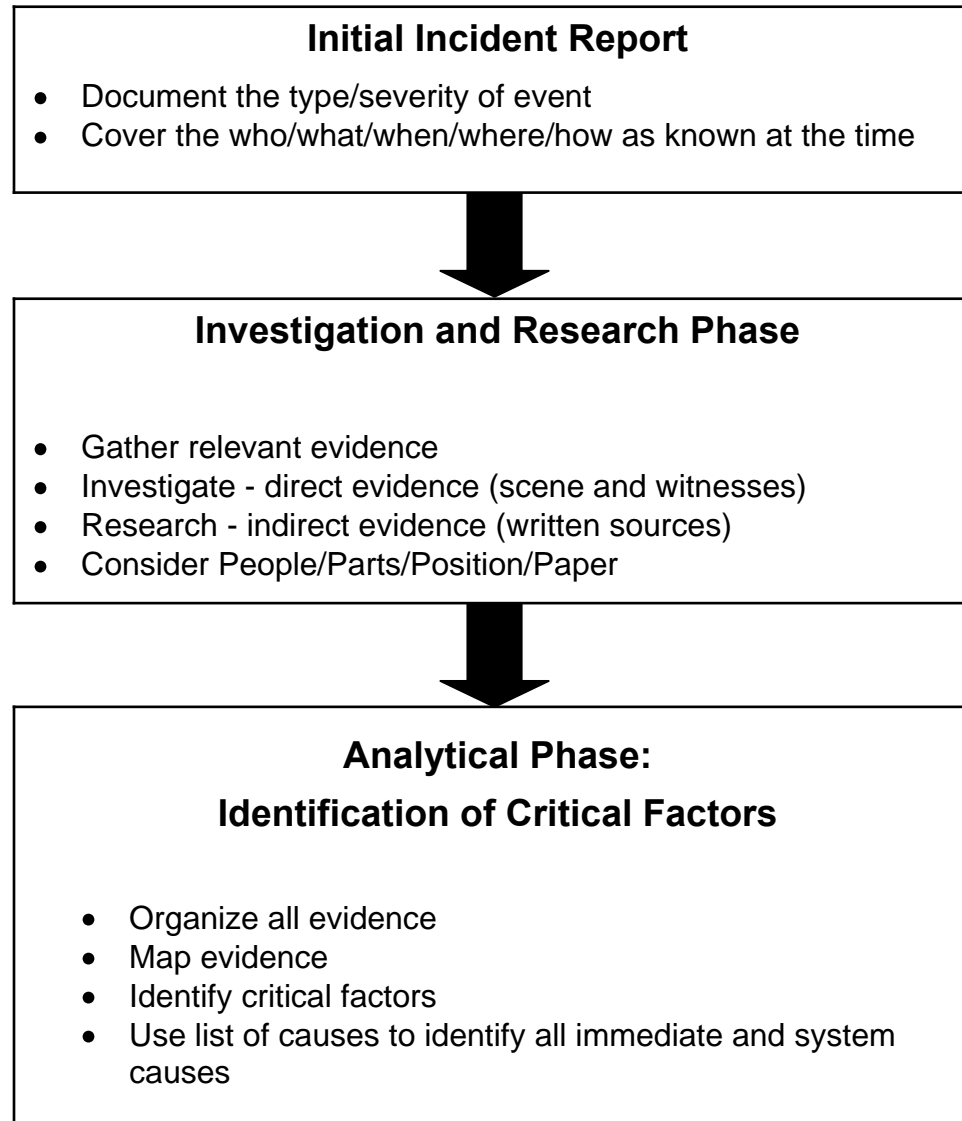 Initial Incident Report
• Document the type/severity of event
• Cover the who/what/when/where/how as known at the time
Investigation and Research Phase
• Gather relevant evidence
• Investigate - direct evidence (scene and witnesses)
• Research - indirect evidence (written sources)
• Consider People/Parts/Position/Paper
Analytical Phase:
Identification of Critical Factors
• Organize all evidence
• Map evidence
• Identify critical factors
• Use list of causes to identify all immediate and system
causes